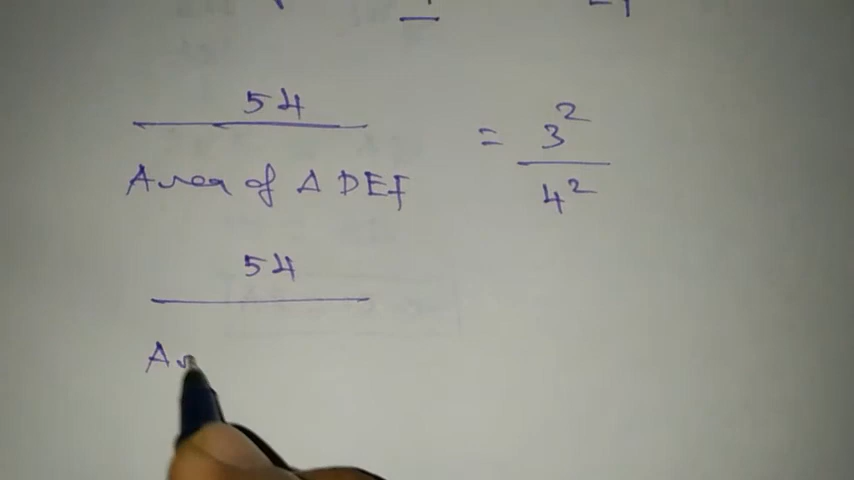 54 / Area of Δ DEF = 3² / 4²
54
A